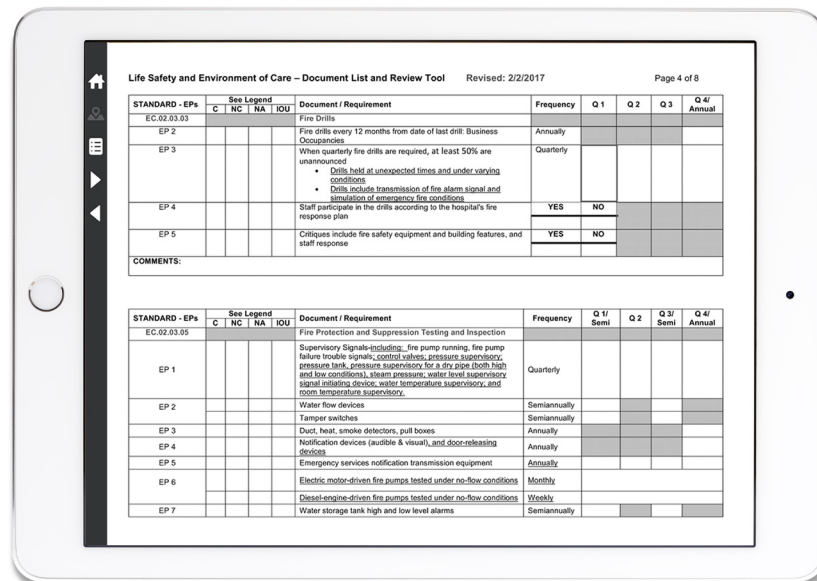 Life Safety and Environment of Care – Document List and Review Tool Revised: 2/2/2017 Page 4 of 8
STANDARD - EPs See Legend Document / Requirement Frequency Q 1 Q 2 Q 3 Q 4/
C NC NA IOU Annual
EC.02.03.03 Fire Drills
EP 2 Fire drills every 12 months from date of last drill: Business Annually
Occupancies
EP 3 When quarterly fire drills are required, at least 50% are Quarterly
unannounced
• Drills held at unexpected times and under varying
conditions
• Drills include transmission of fire alarm signal and
simulation of emergency fire conditions
EP 4 Staff participate in the drills according to the hospital's fire YES NO
response plan
EP 5 Critiques include fire safety equipment and building features, and YES NO
staff response
COMMENTS:
STANDARD - EPs See Legend Document / Requirement Frequency Q 1/ Q 2 Q 3/ Q 4/
C NC NA IOU Semi Semi Annual
EC.02.03.05 Fire Protection and Suppression Testing and Inspection
EP 1 Supervisory Signals-including: fire pump running, fire pump Quarterly
failure trouble signals; control valves; pressure supervisory;
pressure tank, pressure supervisory for a dry pipe (both high
and low conditions), steam pressure; water level supervisory
signal initiating device; water temperature supervisory; and
room temperature supervisory.
EP 2 Water flow devices Semiannually
Tamper switches Semiannually
EP 3 Duct, heat, smoke detectors, pull boxes Annually
EP 4 Notification devices (audible & visual), and door-releasing Annually
devices
EP 5 Emergency services notification transmission equipment Annually
EP 6 Electric motor-driven fire pumps tested under no-flow conditions Monthly
Diesel-engine-driven fire pumps tested under no-flow conditions Weekly
EP 7 Water storage tank high and low level alarms Semiannually